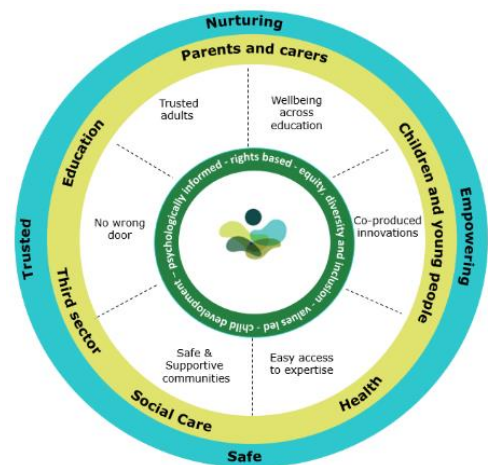 Nurturing
Parents and carers
Education
Children and young people
Trusted
Empowering
Third sector
Social Care
Health
Safe
Trusted
adults
Wellbeing
across
education
No wrong
door
Co-produced
innovations
Safe &
Supportive
communities
Easy access
to expertise
psychologically informed - rights based - equity, diversity and inclusion - values led - child development -